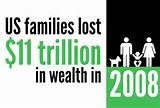 US families lost
$11 trillion
in wealth in
2008